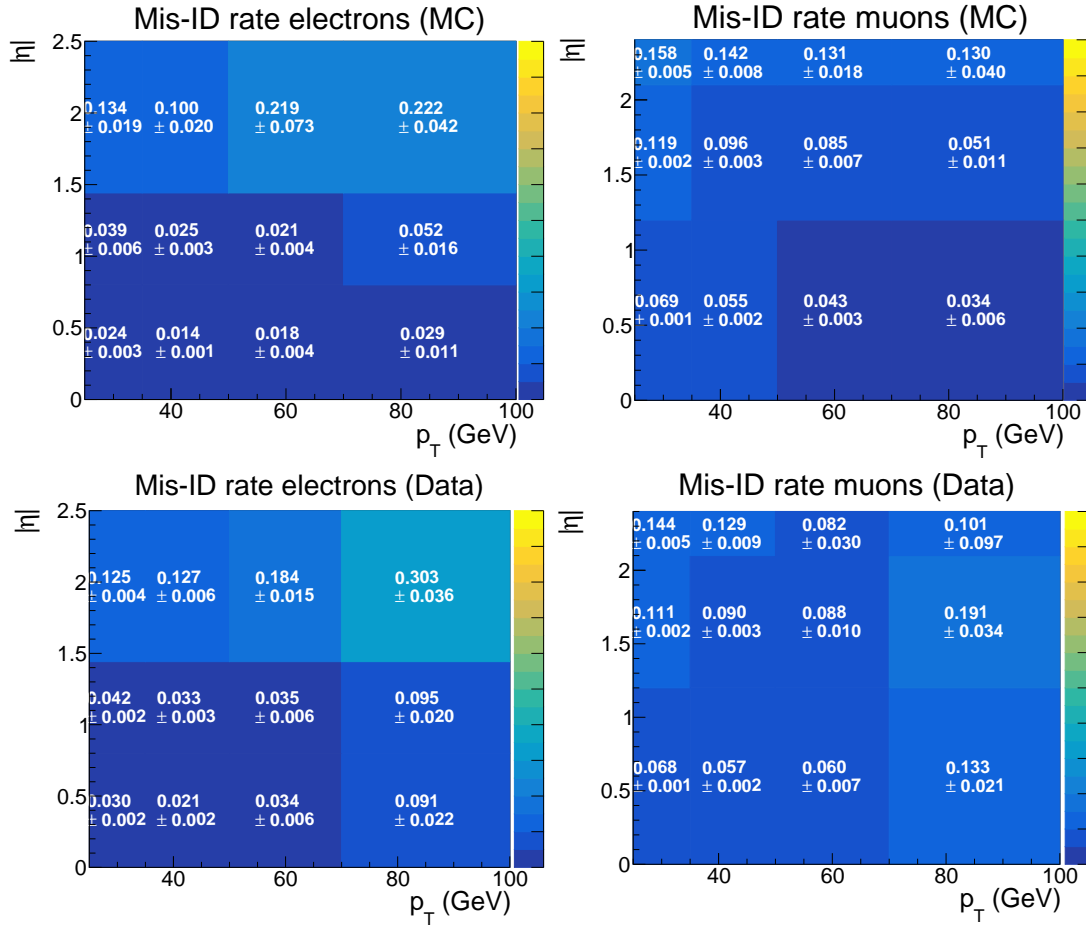 Mis-ID rate electrons (MC)
|η|
2.5
0.134 0.100 0.219 0.222
± 0.019 ± 0.020 ± 0.073 ± 0.042
2
1.5
0.039 0.025 0.021 0.052
± 0.006 ± 0.003 ± 0.004 ± 0.016
1
0.5
0.024 0.014 0.018 0.029
± 0.003 ± 0.001 ± 0.004 ± 0.011
0
40 60 80 100
p_T (GeV)
Mis-ID rate muons (MC)
|η|
0.158 0.142 0.131 0.130
± 0.005 ± 0.008 ± 0.018 ± 0.040
2
0.119 0.096 0.085 0.051
± 0.002 ± 0.003 ± 0.007 ± 0.011
1.5
1
0.069 0.055 0.043 0.034
± 0.001 ± 0.002 ± 0.003 ± 0.006
0.5
0
40 60 80 100
p_T (GeV)
Mis-ID rate electrons (Data)
|η|
2.5
0.125 0.127 0.184 0.303
± 0.004 ± 0.006 ± 0.015 ± 0.036
2
1.5
0.042 0.033 0.035 0.095
± 0.002 ± 0.003 ± 0.006 ± 0.020
1
0.5
0.030 0.021 0.034 0.091
± 0.002 ± 0.002 ± 0.006 ± 0.022
0
40 60 80 100
p_T (GeV)
Mis-ID rate muons (Data)
|η|
0.144 0.129 0.082 0.101
± 0.005 ± 0.009 ± 0.030 ± 0.097
2
0.111 0.090 0.088 0.191
± 0.002 ± 0.003 ± 0.010 ± 0.034
1.5
1
0.068 0.057 0.060 0.133
± 0.001 ± 0.002 ± 0.007 ± 0.021
0.5
0
40 60 80 100
p_T (GeV)